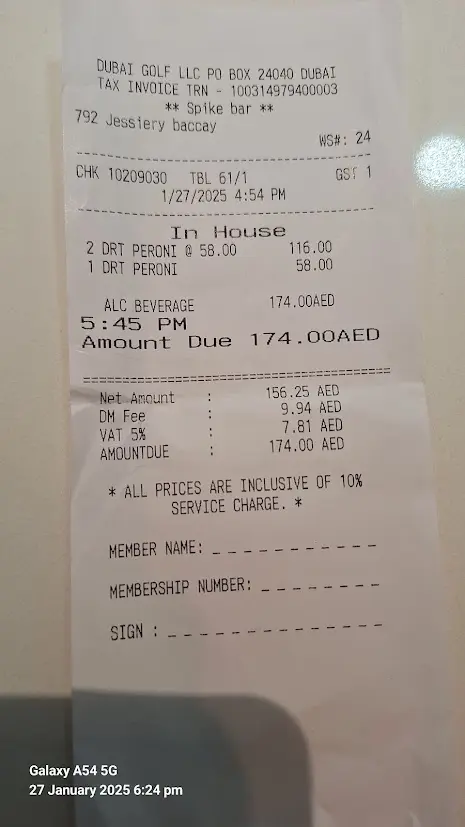 DUBAI GOLF LLC PO BOX 24040 DUBAI
TAX INVOICE TRN - 100314979400003
** Spike bar **
792 Jessiery baccay
WS#: 24
CHK 10209030 TBL 61/1 GST 1
1/27/2025 4:54 PM
In House
2 DRT PERONI @ 58.00 116.00
1 DRT PERONI 58.00
ALC BEVERAGE 174.00AED
5:45 PM
Amount Due 174.00AED
Net Amount : 156.25 AED
DM Fee : 9.94 AED
VAT 5% : 7.81 AED
AMOUNTDUE : 174.00 AED
* ALL PRICES ARE INCLUSIVE OF 10%
SERVICE CHARGE. *
MEMBER NAME: _ _ _ _ _ _ _ _ _ _ _
MEMBERSHIP NUMBER: _ _ _ _ _ _ _ _
SIGN : _ _ _ _ _ _ _ _ _ _ _ _ _ _
Galaxy A54 5G
27 January 2025 6:24 pm